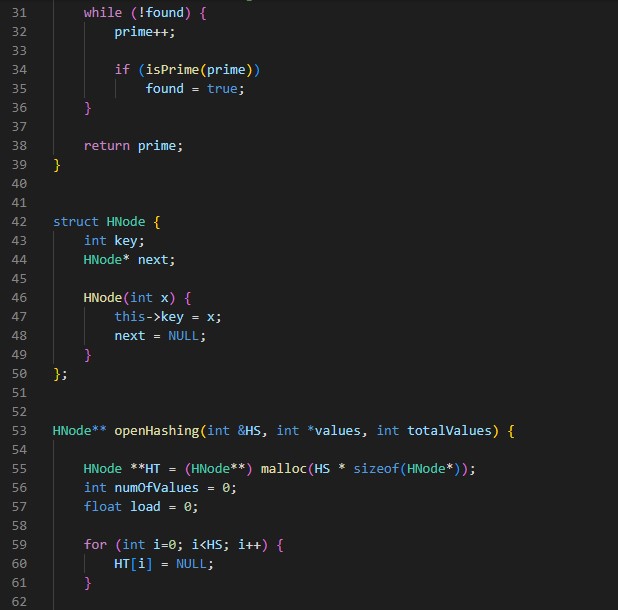 31 while (!found) {
32 prime++;
33
34 if (isPrime(prime))
35 found = true;
36 }
37
38 return prime;
39 }
40
41
42 struct HNode {
43 int key;
44 HNode* next;
45
46 HNode(int x) {
47 this->key = x;
48 next = NULL;
49 }
50 };
51
52
53 HNode** openHashing(int &HS, int *values, int totalValues) {
54
55 HNode **HT = (HNode**) malloc(HS * sizeof(HNode*));
56 int numOfValues = 0;
57 float load = 0;
58
59 for (int i=0; i<HS; i++) {
60 HT[i] = NULL;
61 }
62